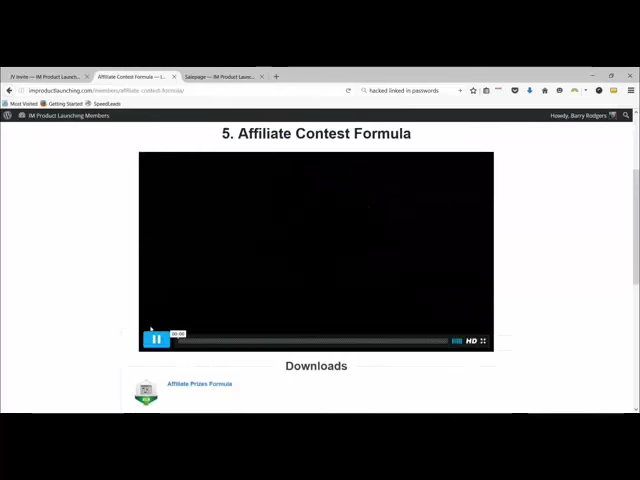 JV Invite — IM Product Launch...
Affiliate Contest Formula — I...
Salepage — IM Product Launc...
improductlaunching.com/members/affiliate-contest-formula/
hacked linked in passwords
Most Visited
Getting Started
SpeedLeads
IM Product Launching Members
Howdy, Barry Rodgers
5. Affiliate Contest Formula
00:00
HD
Downloads
Affiliate Prizes Formula